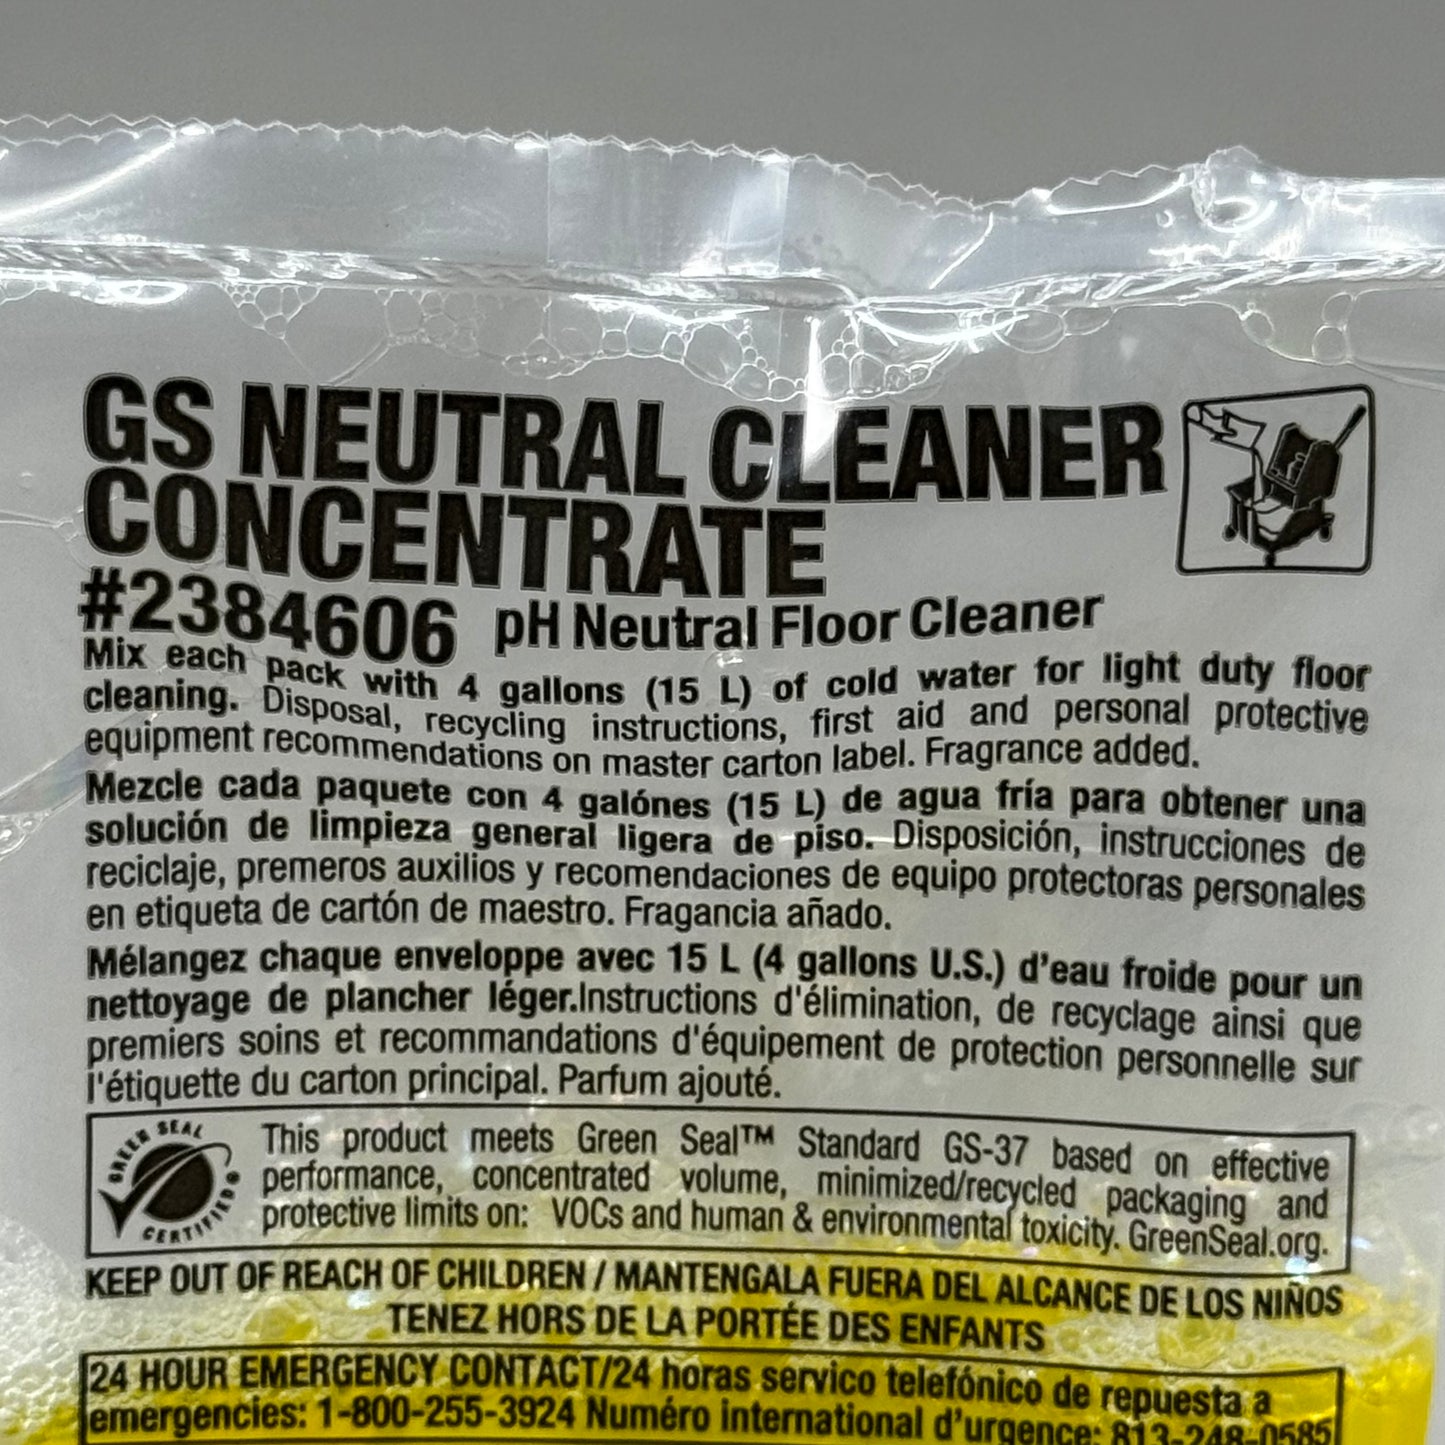 GS NEUTRAL CLEANER
CONCENTRATE
#2384606 pH Neutral Floor Cleaner
Mix each pack with 4 gallons (15 L) of cold water for light duty floor
cleaning. Disposal, recycling instructions, first aid and personal protective
equipment recommendations on master carton label. Fragrance added.
Mezcle cada paquete con 4 galónes (15 L) de agua fría para obtener una
solución de limpieza general ligera de piso. Disposición, instrucciones de
reciclaje, premeros auxilios y recomendaciones de equipo protectoras personales
en etiqueta de cartón de maestro. Fragancia añado.
Mélangez chaque enveloppe avec 15 L (4 gallons U.S.) d'eau froide pour un
nettoyage de plancher léger.Instructions d'élimination, de recyclage ainsi que
premiers soins et recommandations d'équipement de protection personnelle sur
l'étiquette du carton principal. Parfum ajouté.
GREEN SEAL
CERTIFIED®
This product meets Green Seal™ Standard GS-37 based on effective
performance, concentrated volume, minimized/recycled packaging and
protective limits on: VOCs and human & environmental toxicity. GreenSeal.org.
KEEP OUT OF REACH OF CHILDREN / MANTENGALA FUERA DEL ALCANCE DE LOS NIÑOS
TENEZ HORS DE LA PORTÉE DES ENFANTS
24 HOUR EMERGENCY CONTACT/24 horas servico telefónico de repuesta a
emergencies: 1-800-255-3924 Numéro international d'urgence: 813-248-0585